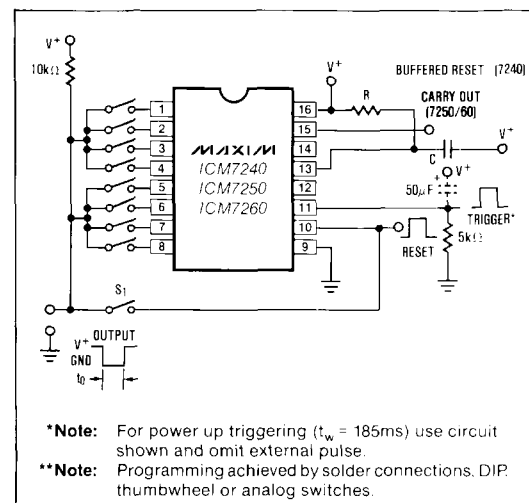 V+
10kΩ
V+
R
BUFFERED RESET (7240)
CARRY OUT
(7250/60)
V+
C
1 16
2 15
3 MAXIM 14
4 ICM7240 13
5 ICM7250 12
6 ICM7260 11
7 10
8 9
V+
50µF
TRIGGER*
RESET
5kΩ
S1
OUTPUT
V+
GND
t0
*Note: For power up triggering (tw = 185ms) use circuit
shown and omit external pulse.
**Note: Programming achieved by solder connections. DIP
thumbwheel or analog switches.